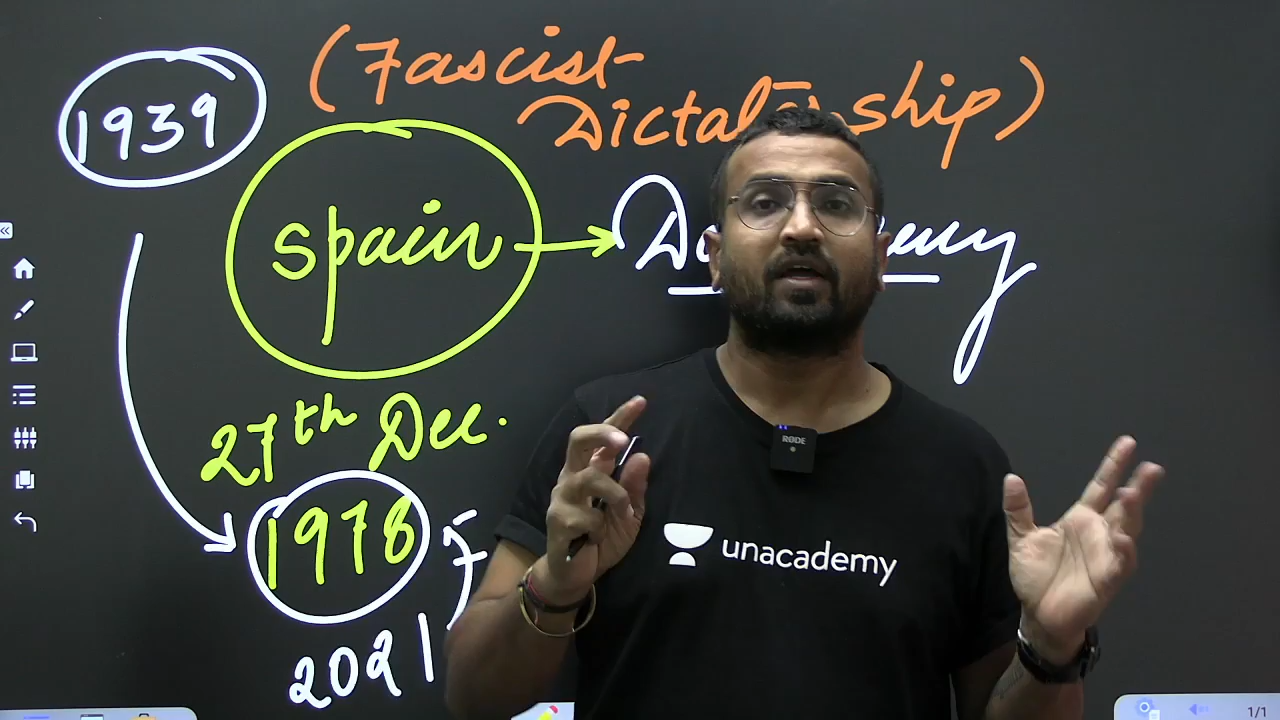 (Fascist
1939
Dictatorship)
spain →
27th Dec.
1978
2021
RØDE
unacademy
1/1